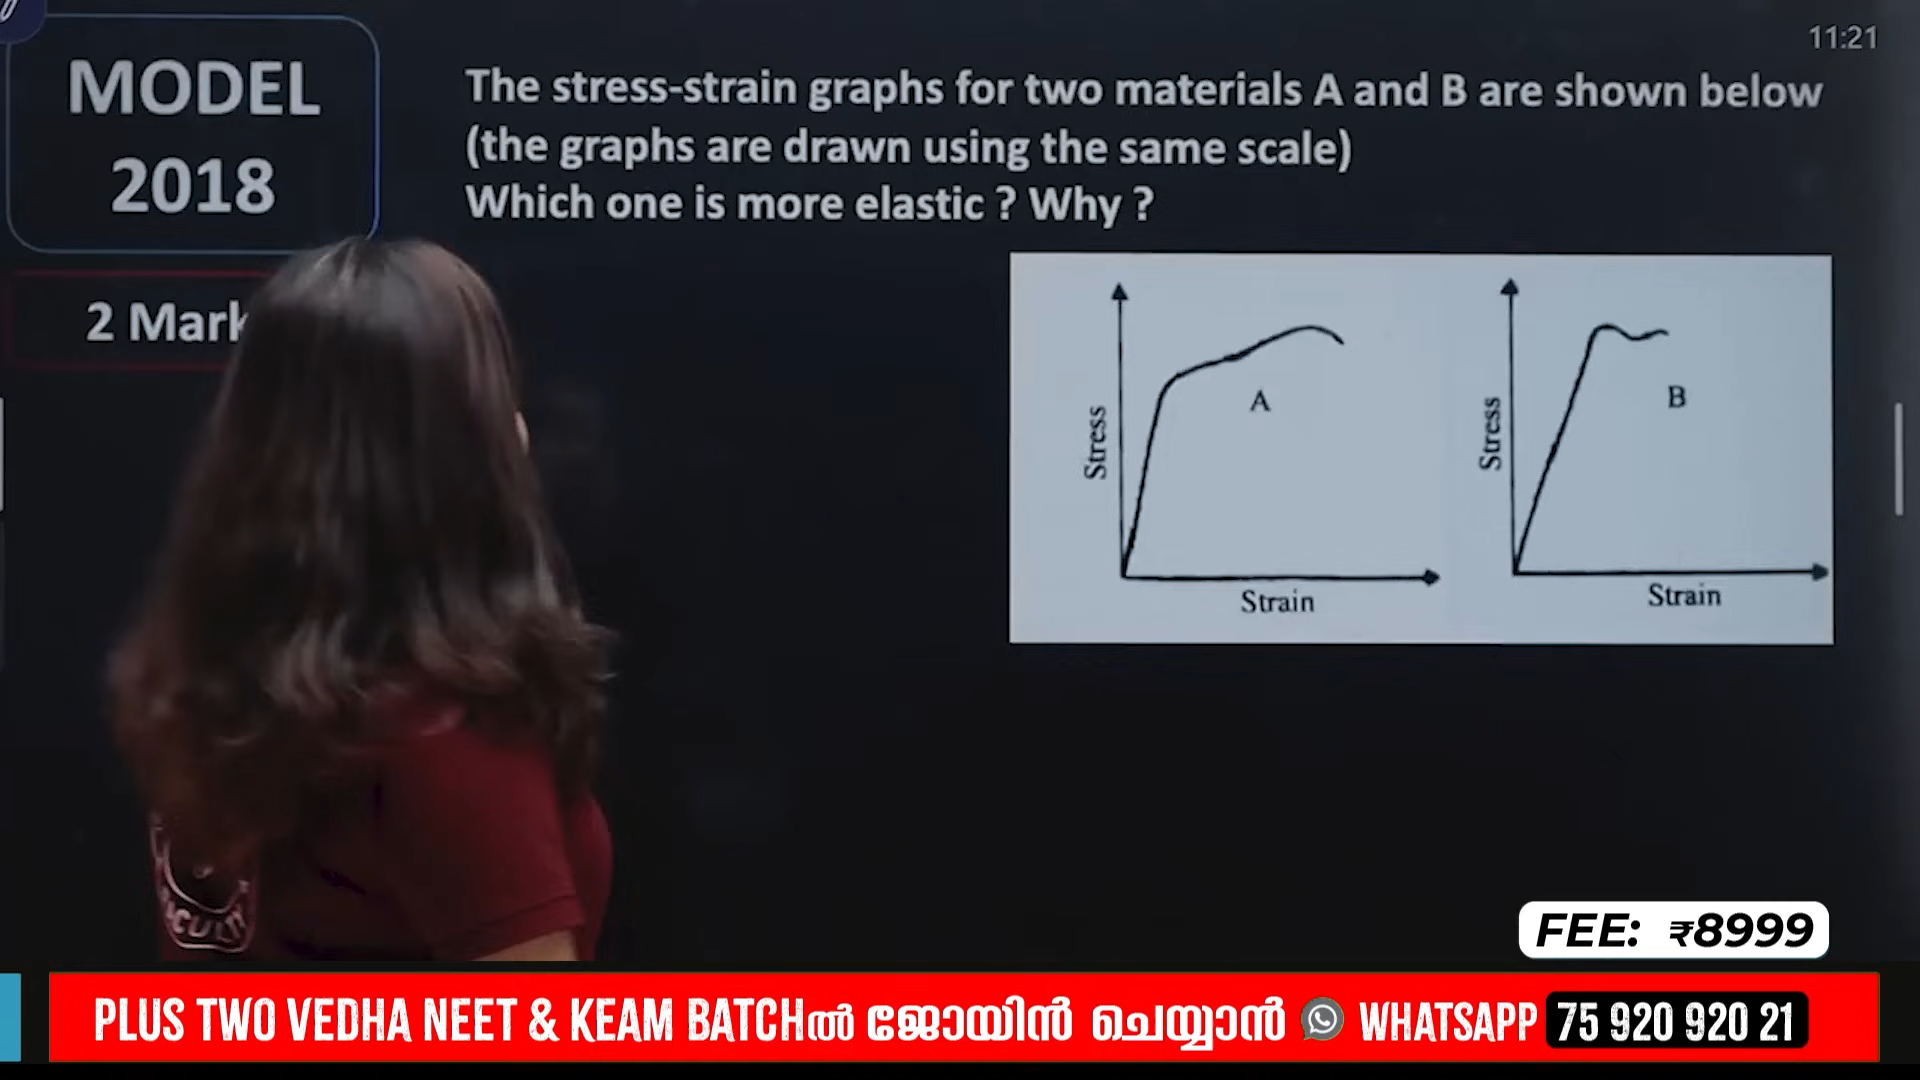 11:21
MODEL
2018
The stress-strain graphs for two materials A and B are shown below
(the graphs are drawn using the same scale)
Which one is more elastic ? Why ?
2 Mark
Stress
A
Strain
Stress
B
Strain
FEE: ₹8999
PLUS TWO VEDHA NEET & KEAM BATCHൽ ജോയിൻ ചെയ്യാൻ WHATSAPP 75 920 920 21